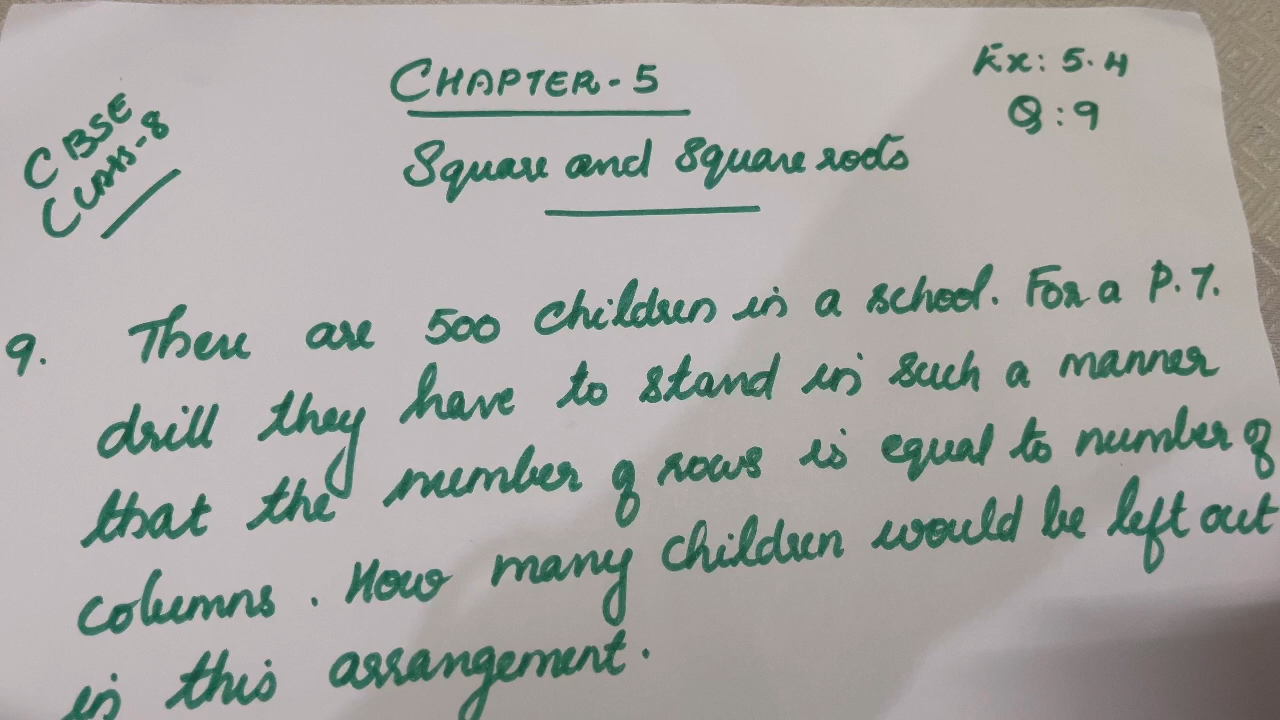 CBSE
Class-8
CHAPTER-5
Square and Square roots
Ex: 5.4
Q:9
9. There are 500 children in a school. For a P.T.
drill they have to stand in such a manner
that the number of rows is equal to number of
columns. How many children would be left out
in this arrangement.